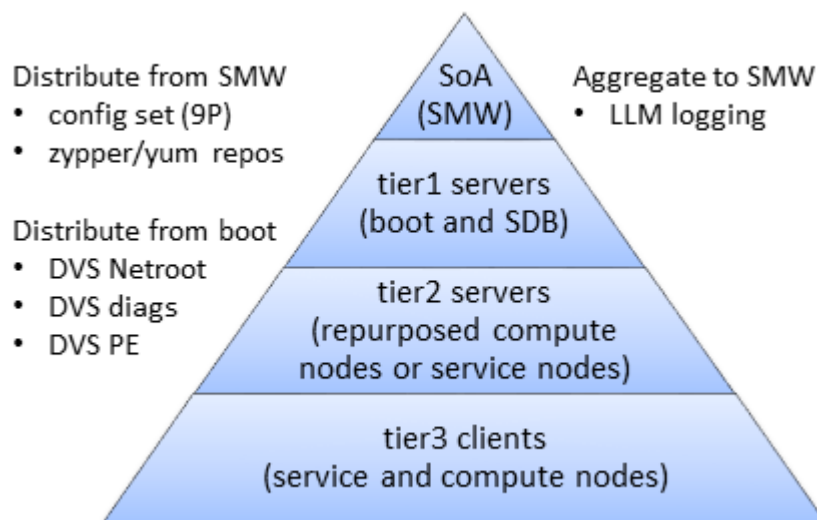 Distribute from SMW
• config set (9P)
• zypper/yum repos
Distribute from boot
• DVS Netroot
• DVS diags
• DVS PE
SoA
(SMW)
tier1 servers
(boot and SDB)
tier2 servers
(repurposed compute
nodes or service nodes)
tier3 clients
(service and compute nodes)
Aggregate to SMW
• LLM logging